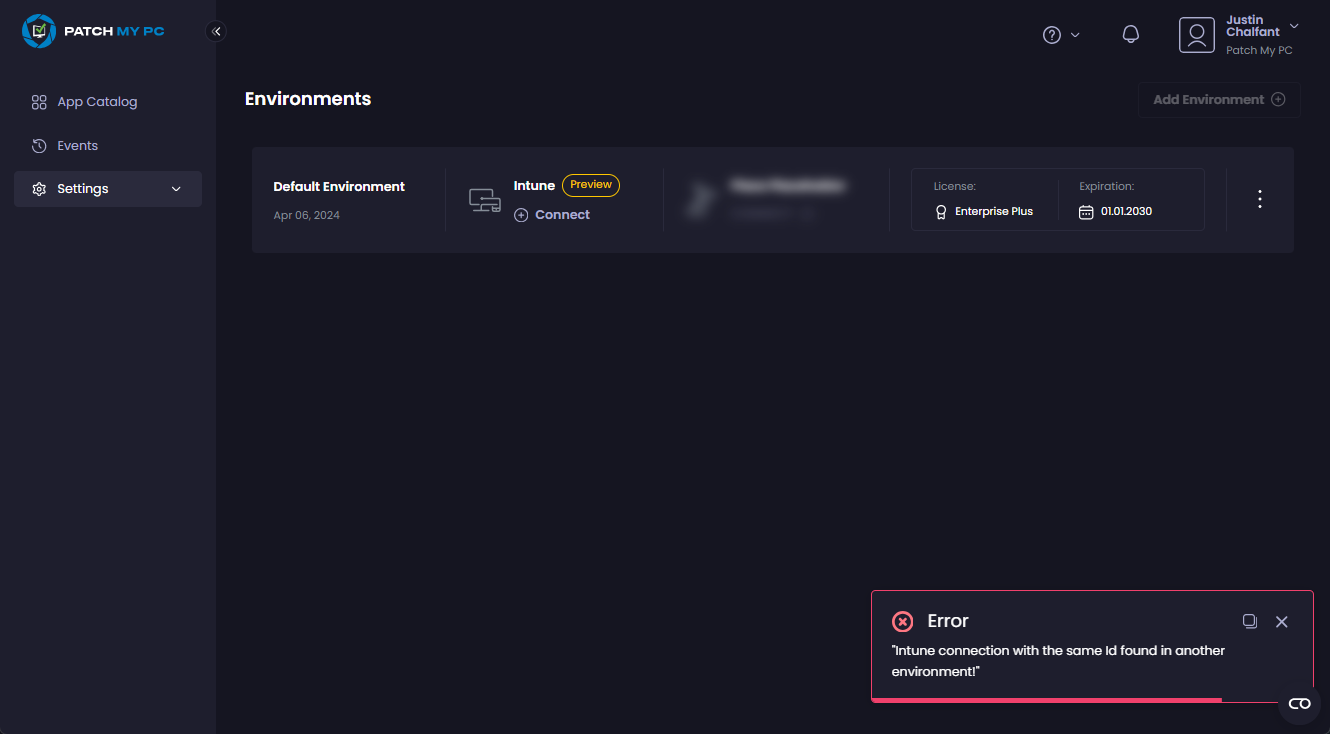 PATCH MY PC
Justin
Chalfant
Patch My PC
App Catalog
Events
Settings
Environments
Add Environment
Default Environment
Apr 06, 2024
Intune Preview
Connect
License: Expiration:
Enterprise Plus 01.01.2030
Error
"Intune connection with the same Id found in another
environment!"